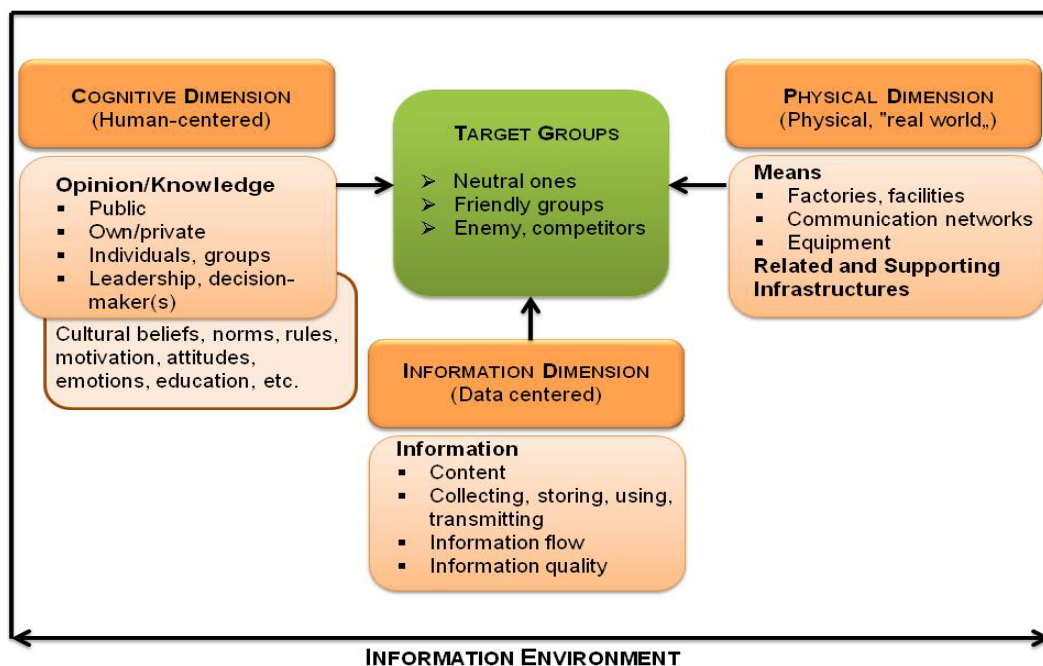 COGNITIVE DIMENSION
(Human-centered)
Opinion/Knowledge
▪ Public
▪ Own/private
▪ Individuals, groups
▪ Leadership, decision-
maker(s)
Cultural beliefs, norms, rules,
motivation, attitudes,
emotions, education, etc.
TARGET GROUPS
➢ Neutral ones
➢ Friendly groups
➢ Enemy, competitors
PHYSICAL DIMENSION
(Physical, "real world„)
Means
▪ Factories, facilities
▪ Communication networks
▪ Equipment
Related and Supporting
Infrastructures
INFORMATION DIMENSION
(Data centered)
Information
▪ Content
▪ Collecting, storing, using,
transmitting
▪ Information flow
▪ Information quality
INFORMATION ENVIRONMENT